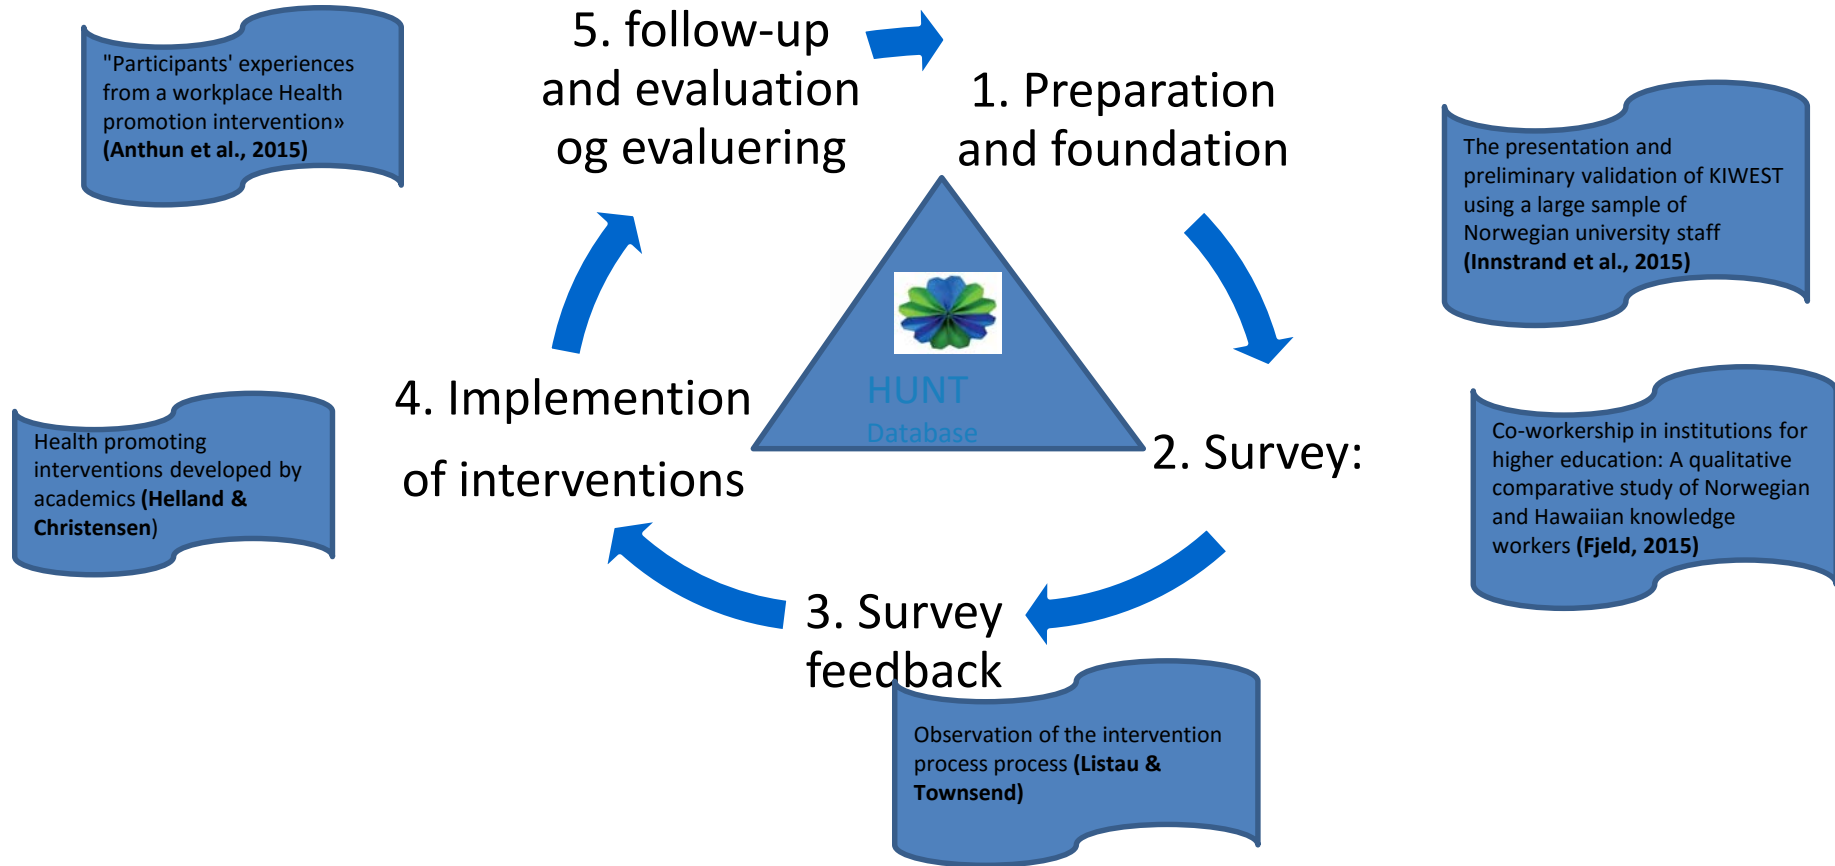 5. follow-up
and evaluation
og evaluering
1. Preparation
and foundation
"Participants' experiences
from a workplace Health
promotion intervention»
(Anthun et al., 2015)
The presentation and
preliminary validation of KIWEST
using a large sample of
Norwegian university staff
(Innstrand et al., 2015)
HUNT
Database
4. Implemention
of interventions
2. Survey:
Health promoting
interventions developed by
academics (Helland &
Christensen)
Co-workership in institutions for
higher education: A qualitative
comparative study of Norwegian
and Hawaiian knowledge
workers (Fjeld, 2015)
3. Survey
feedback
Observation of the intervention
process process (Listau &
Townsend)